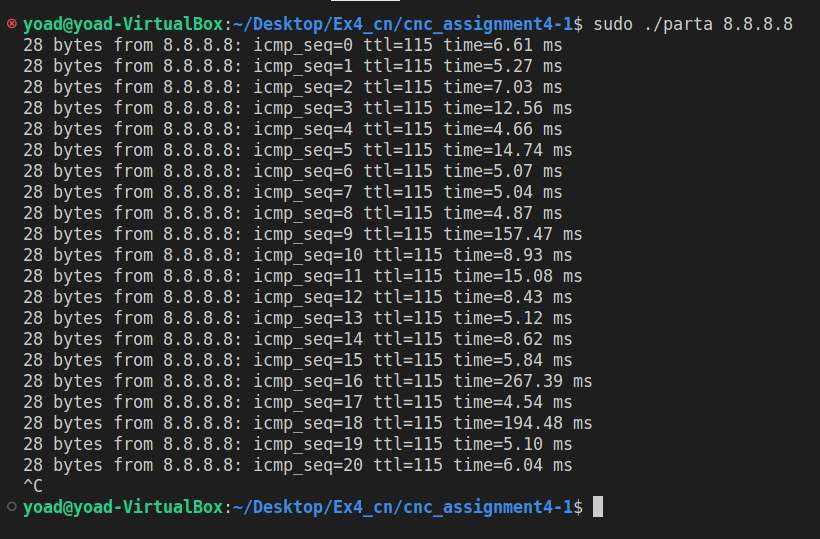 yoad@yoad-VirtualBox:~/Desktop/Ex4_cn/cnc_assignment4-1$ sudo ./parta 8.8.8.8
28 bytes from 8.8.8.8: icmp_seq=0 ttl=115 time=6.61 ms
28 bytes from 8.8.8.8: icmp_seq=1 ttl=115 time=5.27 ms
28 bytes from 8.8.8.8: icmp_seq=2 ttl=115 time=7.03 ms
28 bytes from 8.8.8.8: icmp_seq=3 ttl=115 time=12.56 ms
28 bytes from 8.8.8.8: icmp_seq=4 ttl=115 time=4.66 ms
28 bytes from 8.8.8.8: icmp_seq=5 ttl=115 time=14.74 ms
28 bytes from 8.8.8.8: icmp_seq=6 ttl=115 time=5.07 ms
28 bytes from 8.8.8.8: icmp_seq=7 ttl=115 time=5.04 ms
28 bytes from 8.8.8.8: icmp_seq=8 ttl=115 time=4.87 ms
28 bytes from 8.8.8.8: icmp_seq=9 ttl=115 time=157.47 ms
28 bytes from 8.8.8.8: icmp_seq=10 ttl=115 time=8.93 ms
28 bytes from 8.8.8.8: icmp_seq=11 ttl=115 time=15.08 ms
28 bytes from 8.8.8.8: icmp_seq=12 ttl=115 time=8.43 ms
28 bytes from 8.8.8.8: icmp_seq=13 ttl=115 time=5.12 ms
28 bytes from 8.8.8.8: icmp_seq=14 ttl=115 time=8.62 ms
28 bytes from 8.8.8.8: icmp_seq=15 ttl=115 time=5.84 ms
28 bytes from 8.8.8.8: icmp_seq=16 ttl=115 time=267.39 ms
28 bytes from 8.8.8.8: icmp_seq=17 ttl=115 time=4.54 ms
28 bytes from 8.8.8.8: icmp_seq=18 ttl=115 time=194.48 ms
28 bytes from 8.8.8.8: icmp_seq=19 ttl=115 time=5.10 ms
28 bytes from 8.8.8.8: icmp_seq=20 ttl=115 time=6.04 ms
^C
yoad@yoad-VirtualBox:~/Desktop/Ex4_cn/cnc_assignment4-1$